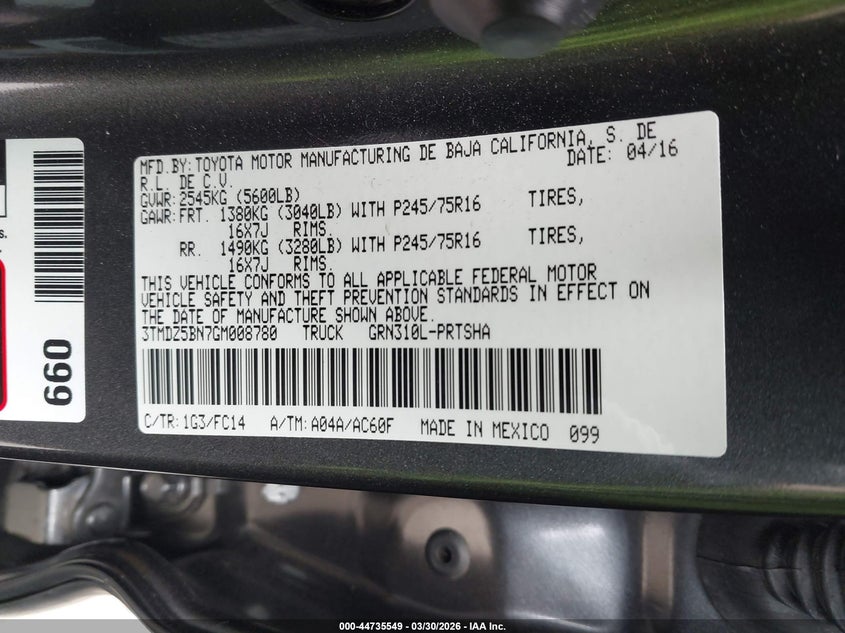 MFD.BY:TOYOTA MOTOR MANUFACTURING DE BAJA CALIFORNIA, S. DE
R.L. DE C.V. DATE: 04/16
GVWR:2545KG (5600LB)
GAWR:FRT. 1380KG (3040LB) WITH P245/75R16 TIRES,
16X7J RIMS.
RR. 1490KG (3280LB) WITH P245/75R16 TIRES,
16X7J RIMS.
THIS VEHICLE CONFORMS TO ALL APPLICABLE FEDERAL MOTOR
VEHICLE SAFETY AND THEFT PREVENTION STANDARDS IN EFFECT ON
THE DATE OF MANUFACTURE SHOWN ABOVE.
3TMDZ5BN7GM008780 TRUCK GRN310L-PRTSHA
C/TR:1G3/FC14 A/TM:A04A/AC60F MADE IN MEXICO 099
099
000-44735549 - 03/30/2026 - IAA Inc.